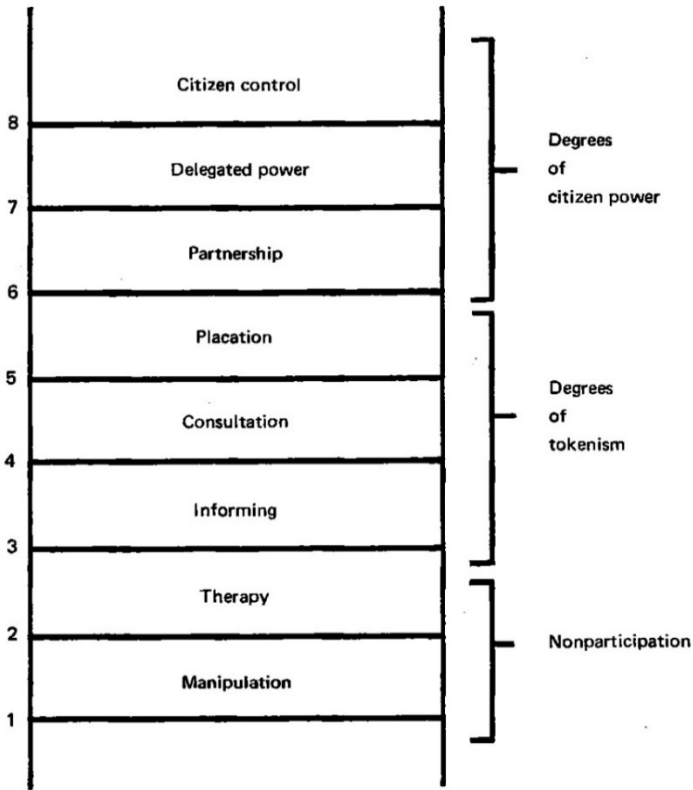 Citizen control
8
Delegated power
7
Partnership
6
Placation
5
Consultation
4
Informing
3
Therapy
2
Manipulation
1
Degrees
of
citizen power
Degrees
of
tokenism
Nonparticipation